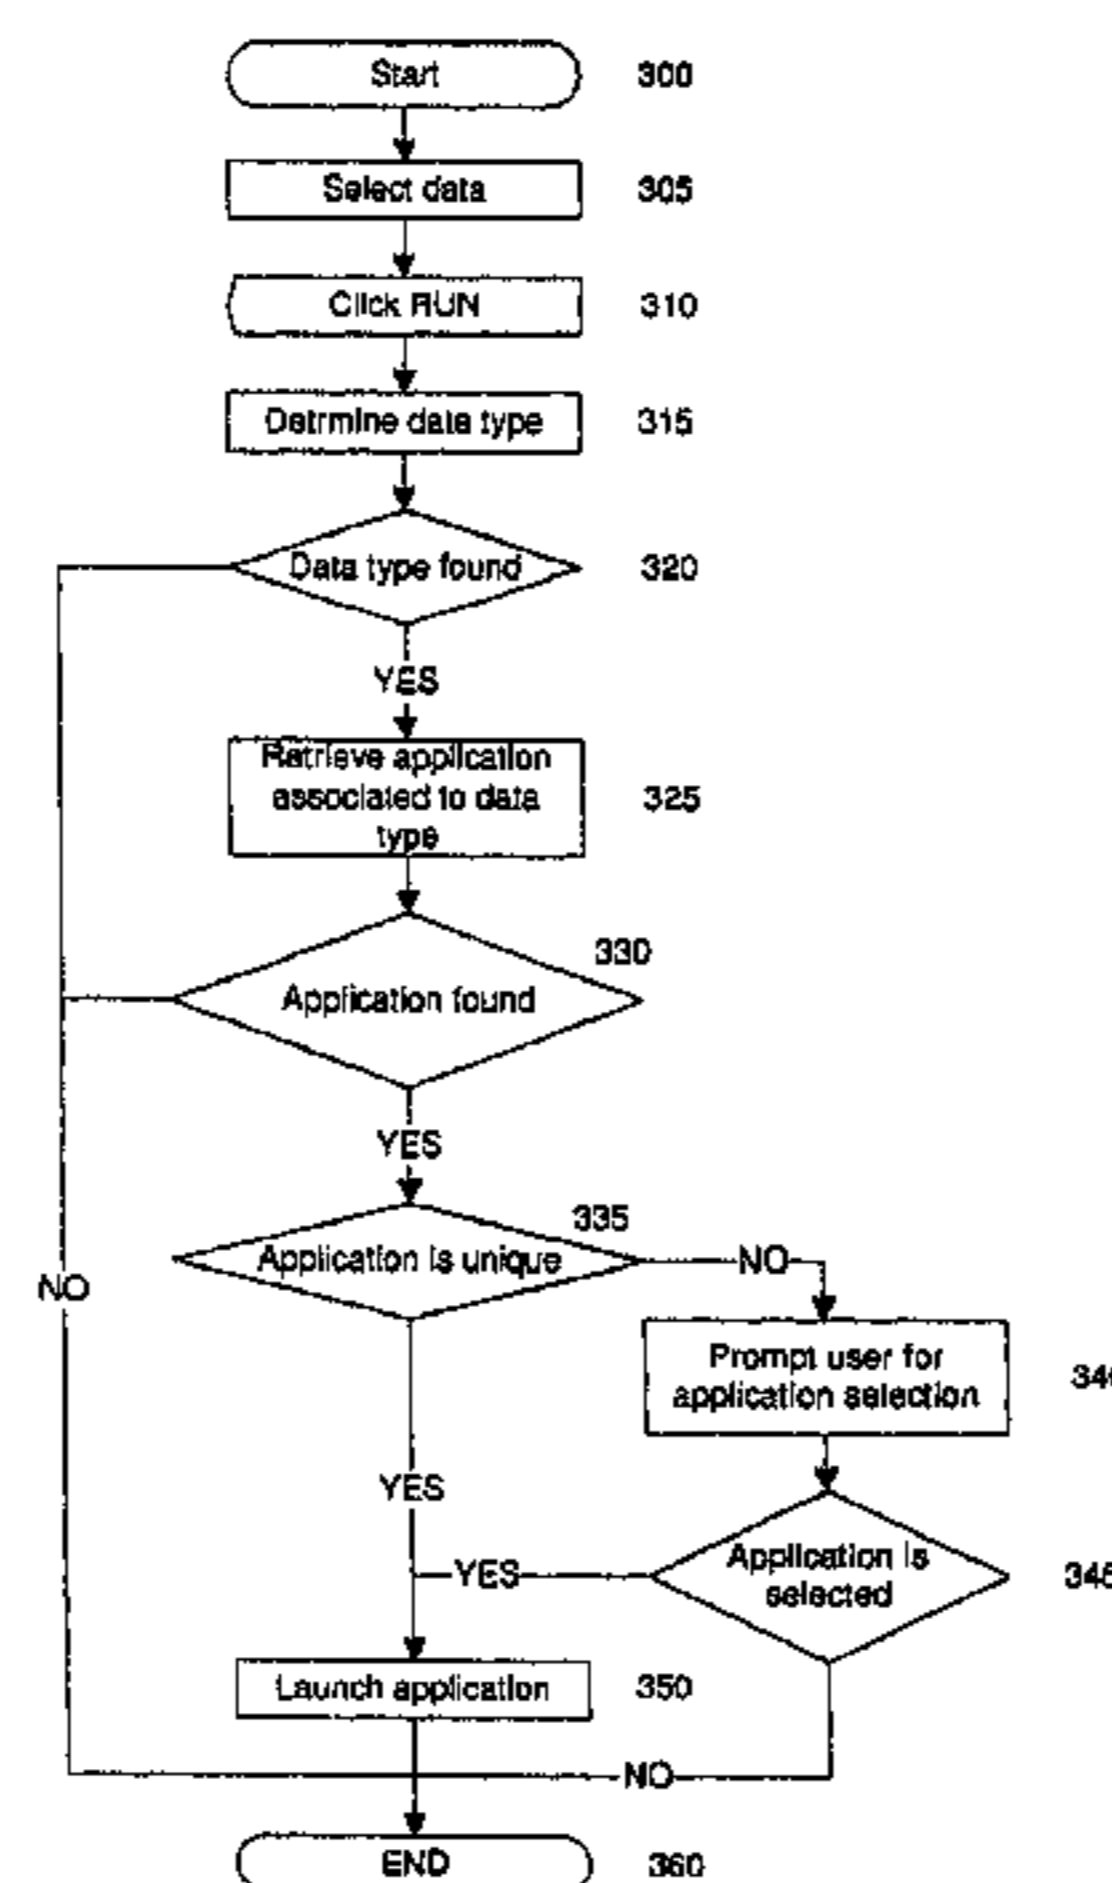 Start 300
Select data 305
Click RUN 310
Detrmine data type 315
Data type found 320
YES
Retrieve application
associated to data 325
type
330
Application found
YES
335
Application is unique NO
NO
Prompt user for
application selection
YES
Application is
selected
YES
Launch application 350
NO
END 360